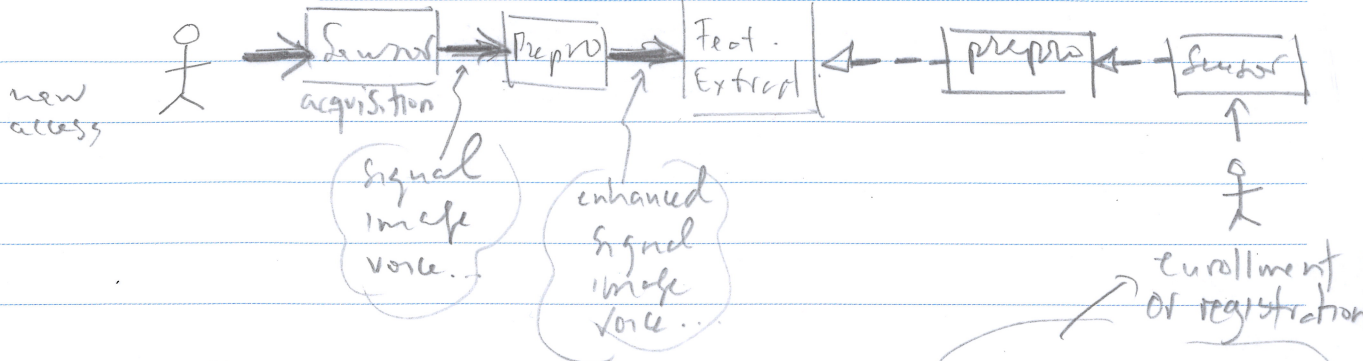 new
access
Sensor
acquisition
Prepro
Feat.
Extract
prepro
Sensor
signal
image
voice...
enhanced
signal
image
voice...
enrollment
or registration